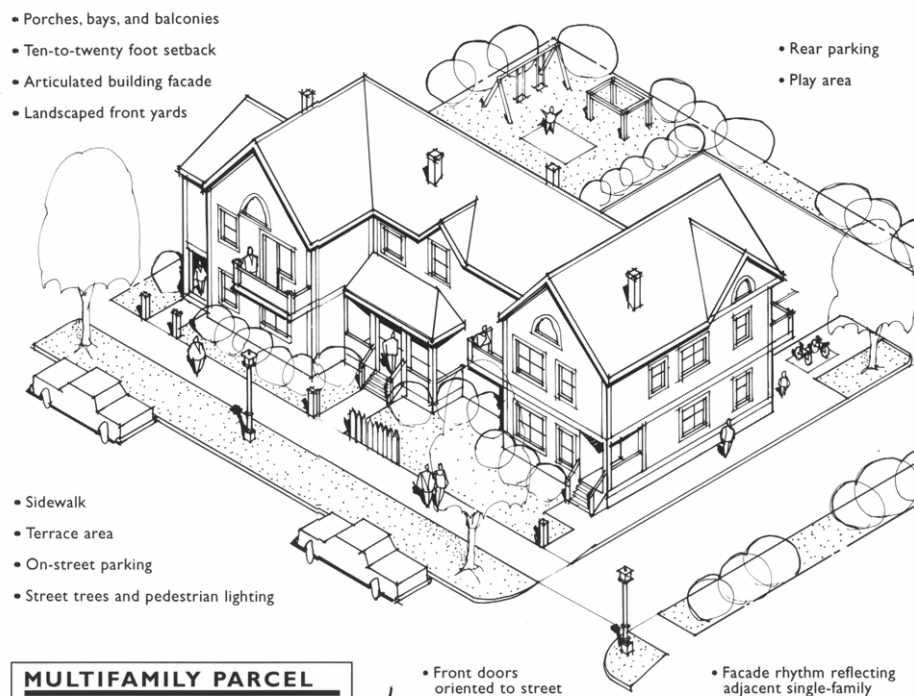 • Porches, bays, and balconies
• Ten-to-twenty foot setback
• Articulated building facade
• Landscaped front yards
• Rear parking
• Play area
• Sidewalk
• Terrace area
• On-street parking
• Street trees and pedestrian lighting
MULTIFAMILY PARCEL
• Front doors
oriented to street
• Facade rhythm reflecting
adjacent single-family